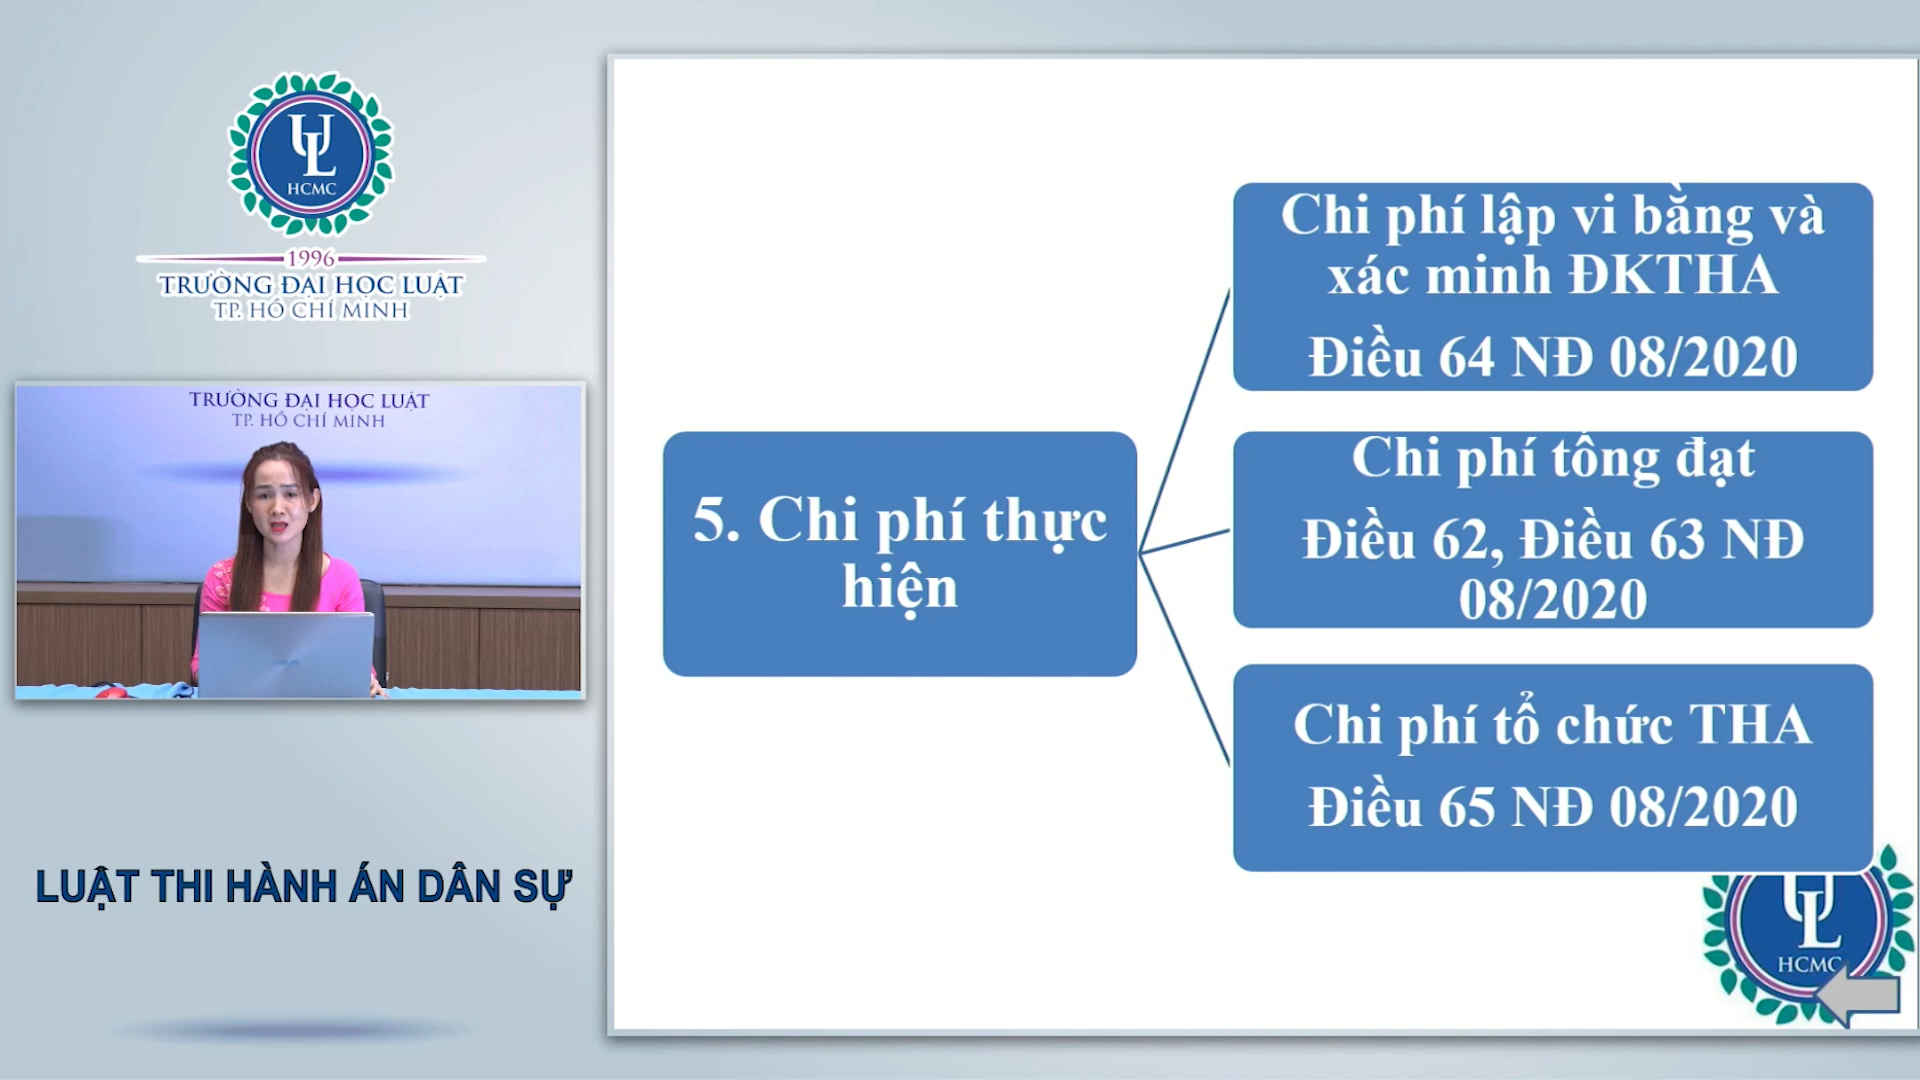 UL
HCMC
1996
TRƯỜNG ĐẠI HỌC LUẬT
TP. HỒ CHÍ MINH
TRƯỜNG ĐẠI HỌC LUẬT
TP. HỒ CHÍ MINH
LUẬT THI HÀNH ÁN DÂN SỰ
5. Chi phí thực
hiện
Chi phí lập vi bằng và
xác minh ĐKTHA
Điều 64 NĐ 08/2020
Chi phí tống đạt
Điều 62, Điều 63 NĐ
08/2020
Chi phí tổ chức THA
Điều 65 NĐ 08/2020
UL
HCMC